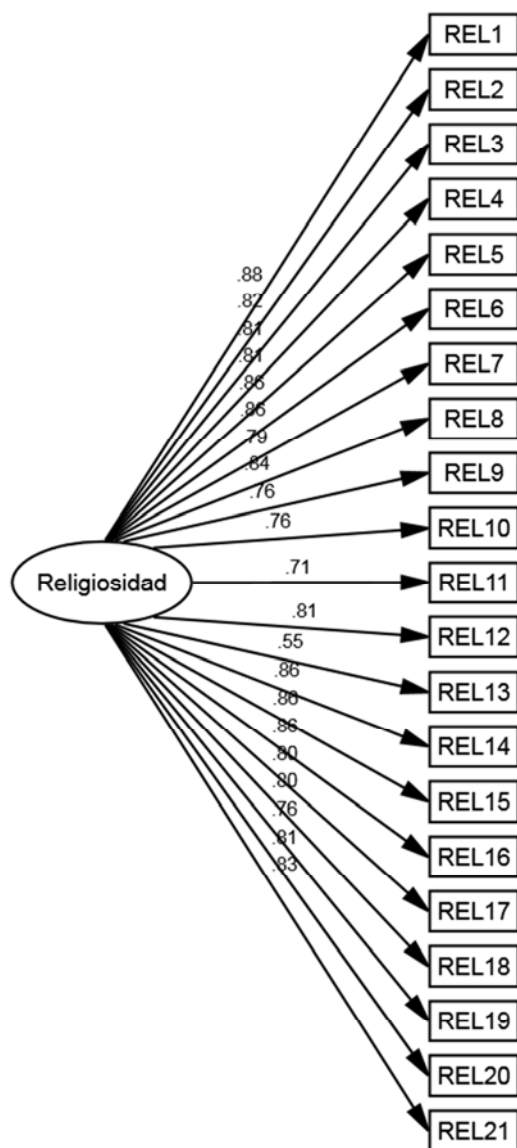 REL1
REL2
REL3
REL4
REL5
REL6
REL7
REL8
REL9
REL10
REL11
REL12
REL13
REL14
REL15
REL16
REL17
REL18
REL19
REL20
REL21
.88
.82
.81
.81
.86
.86
.79
.84
.76
.76
.71
.81
.55
.86
.86
.80
.80
.76
.81
.83
Religiosidad